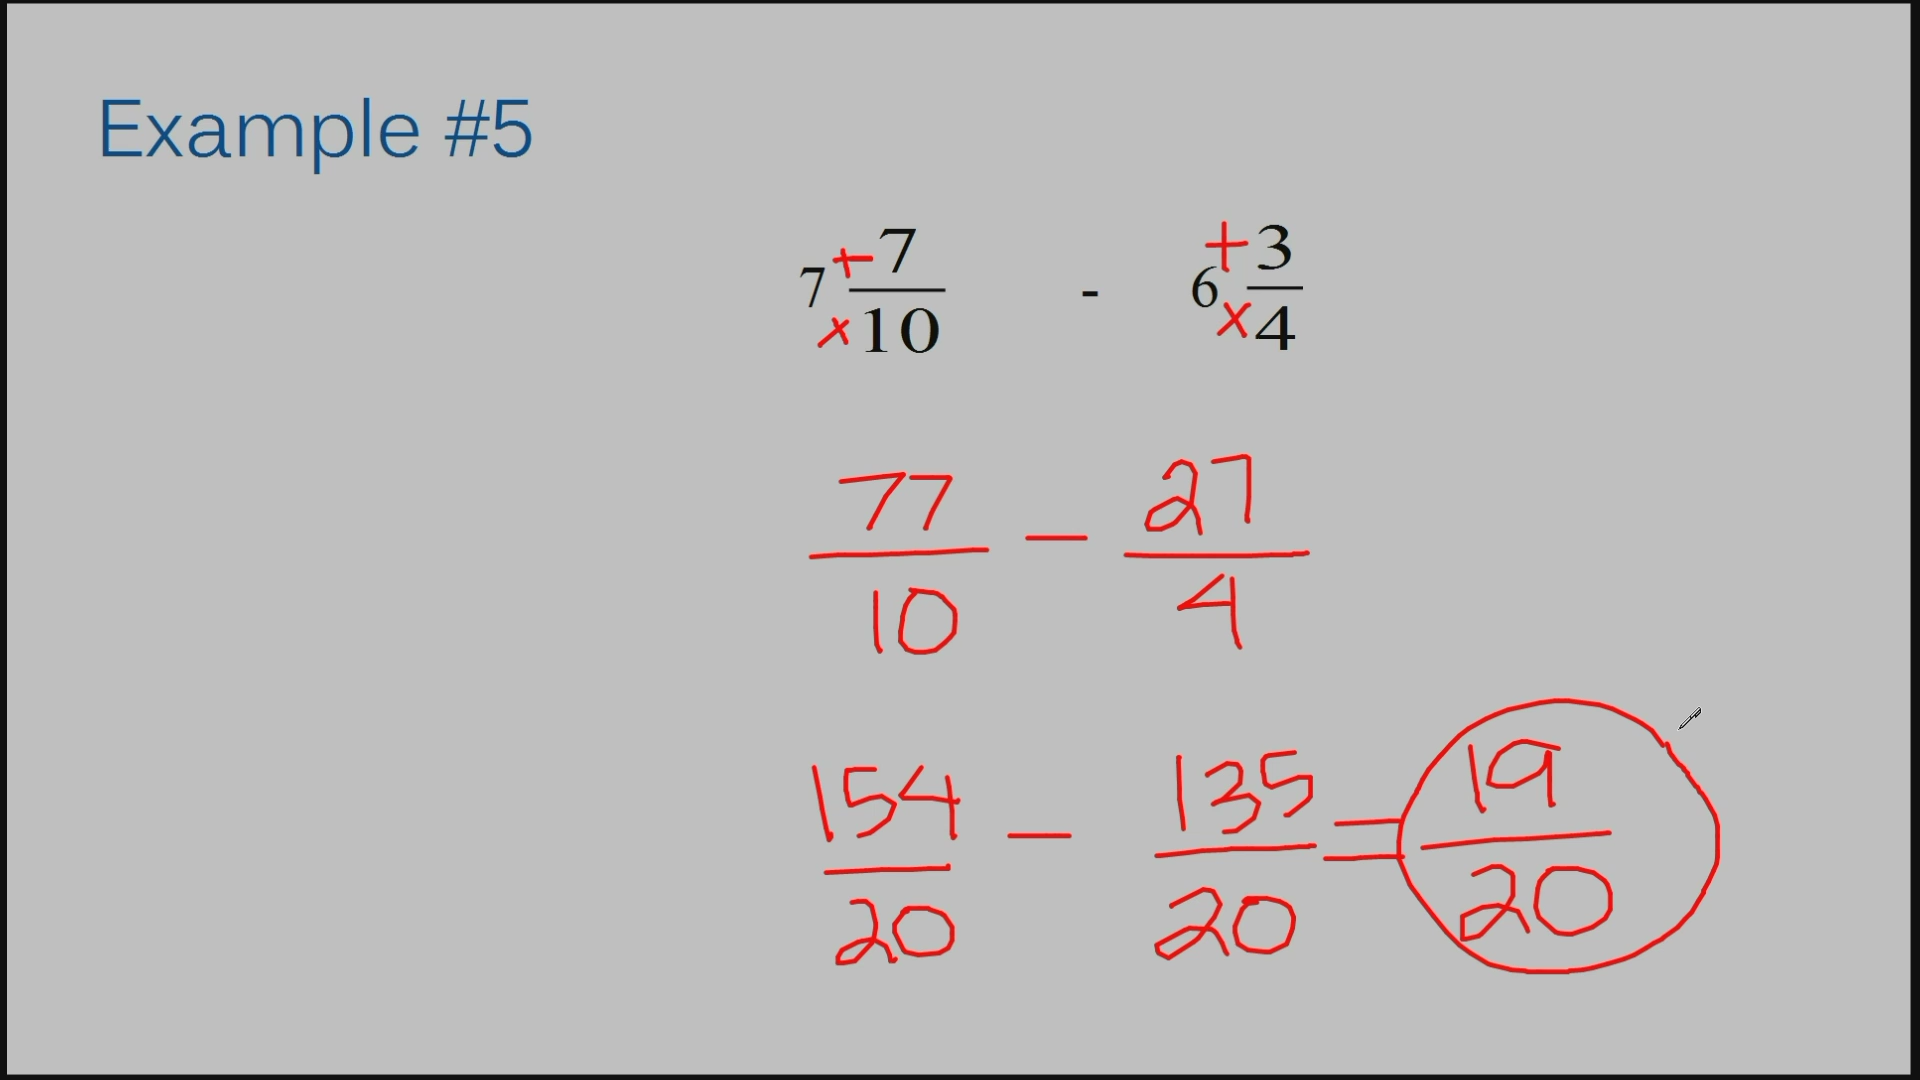 Example #5
7 + 7/10 × - 6 + 3/4 ×
77/10 — 27/4
154/20 — 135/20 = 19/20